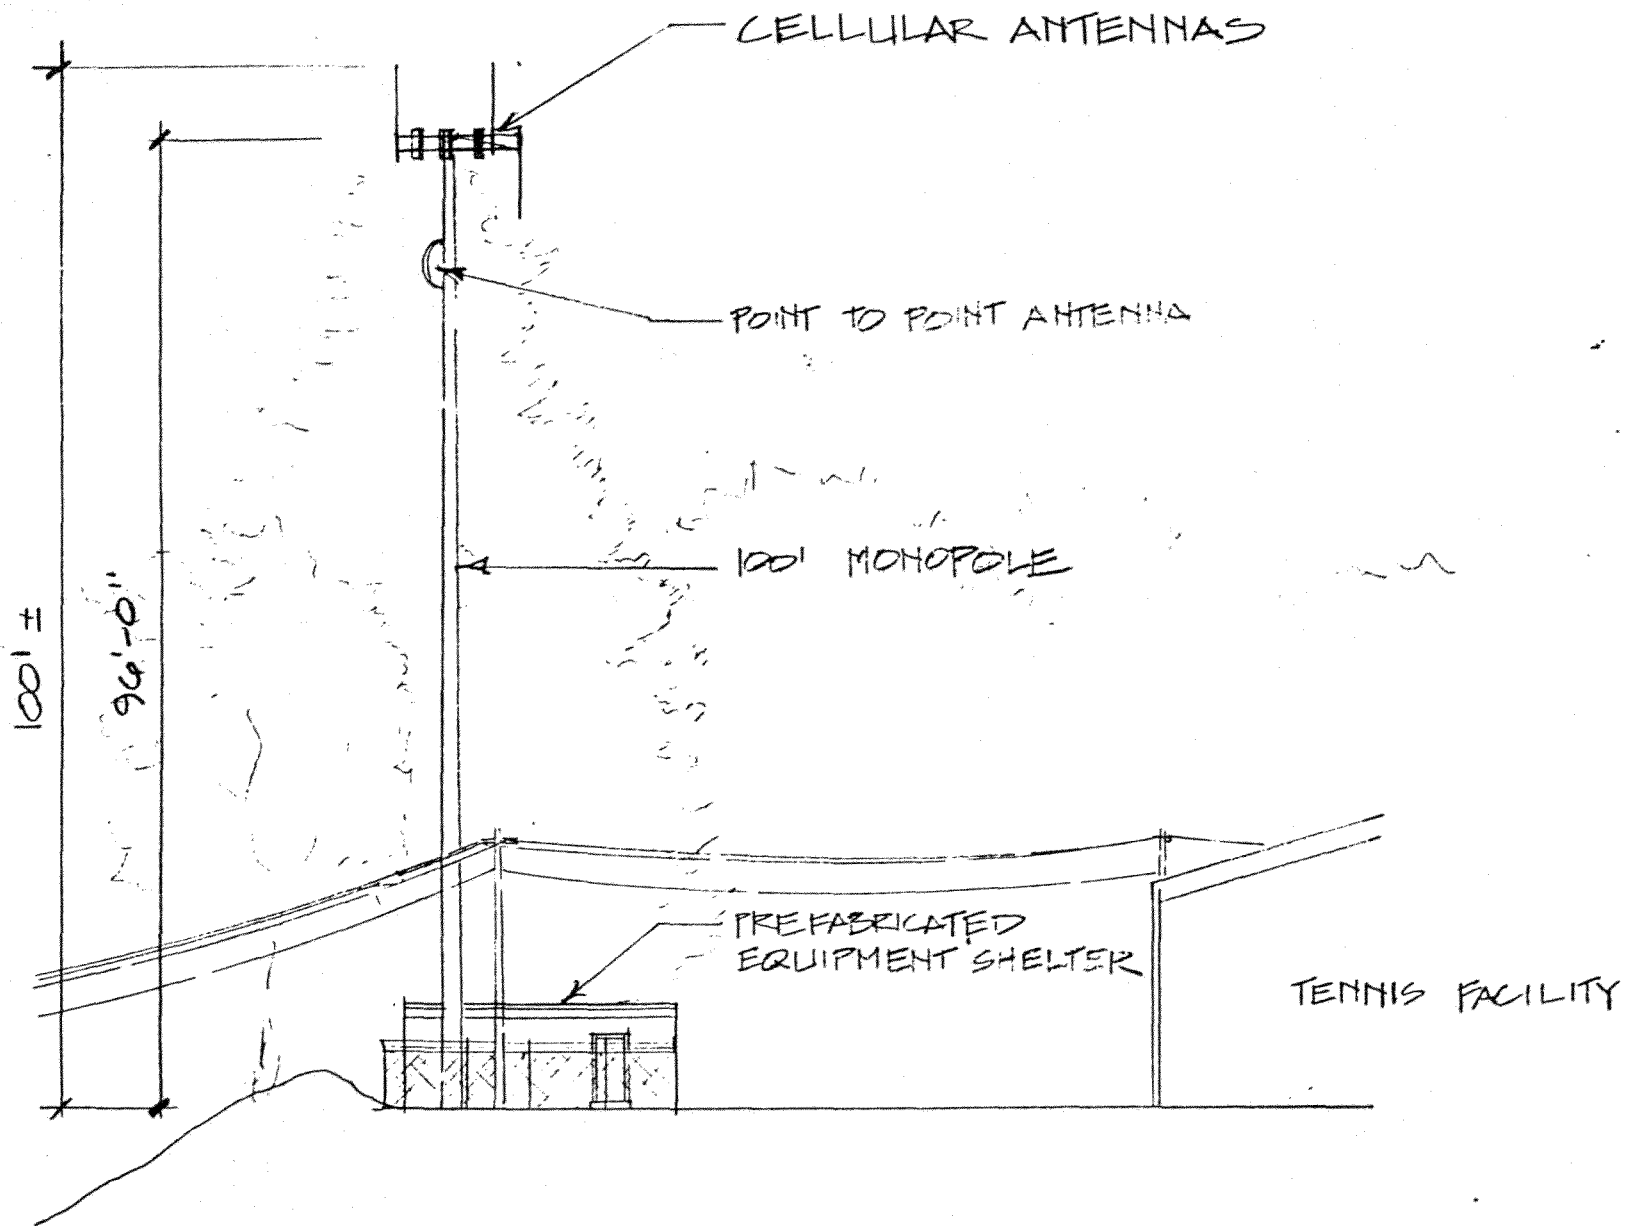 CELLULAR ANTENNAS
POINT TO POINT ANTENNA
100' MONOPOLE
100' ±
96'-0"
PREFABRICATED
EQUIPMENT SHELTER
TENNIS FACILITY